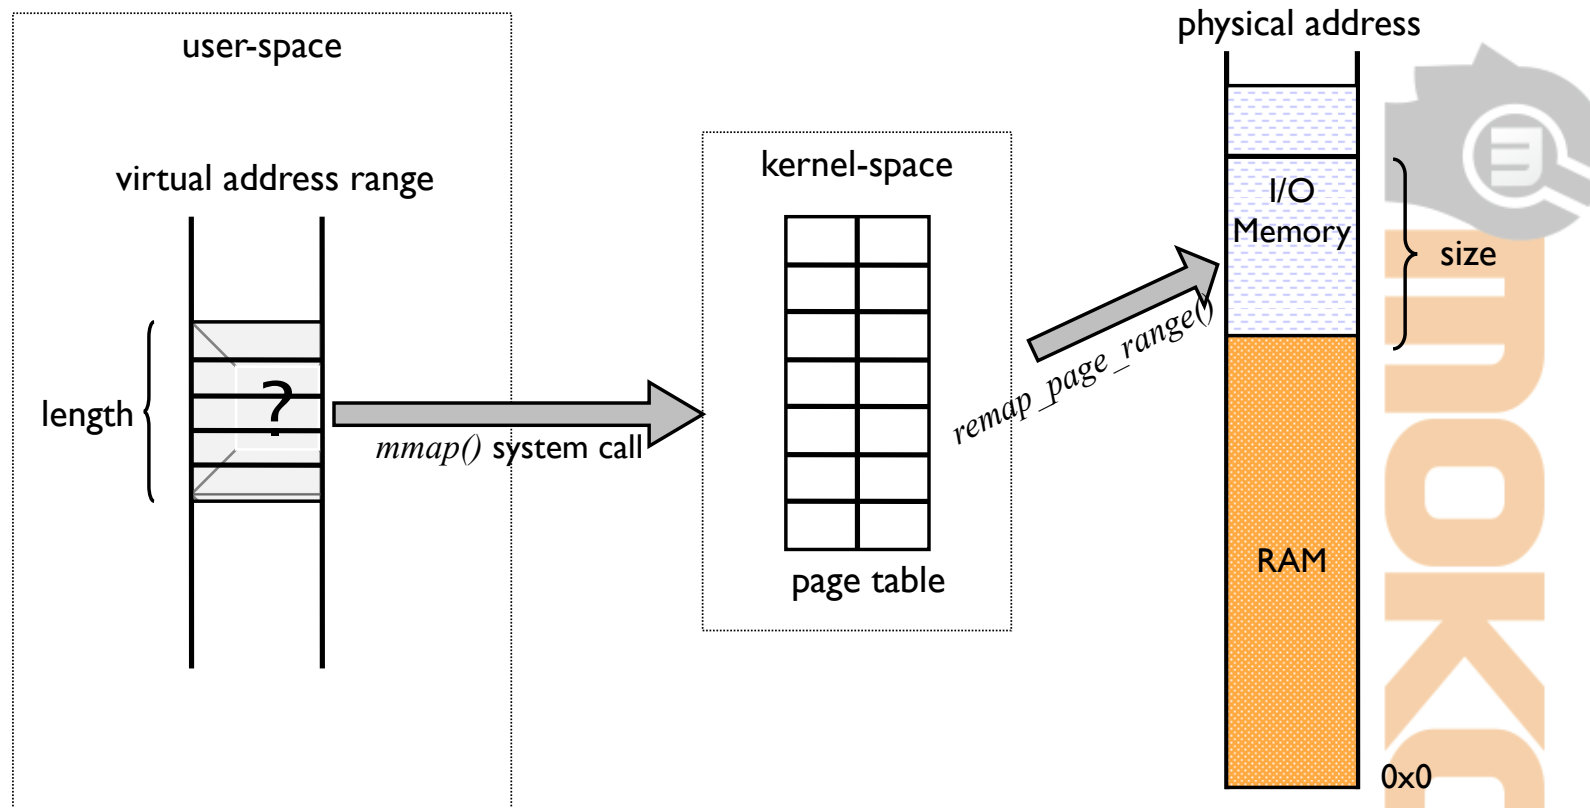 physical address
user-space
kernel-space
virtual address range
I/O
Memory
size
?
length
mmap() system call
remap_page_range()
RAM
page table
0x0